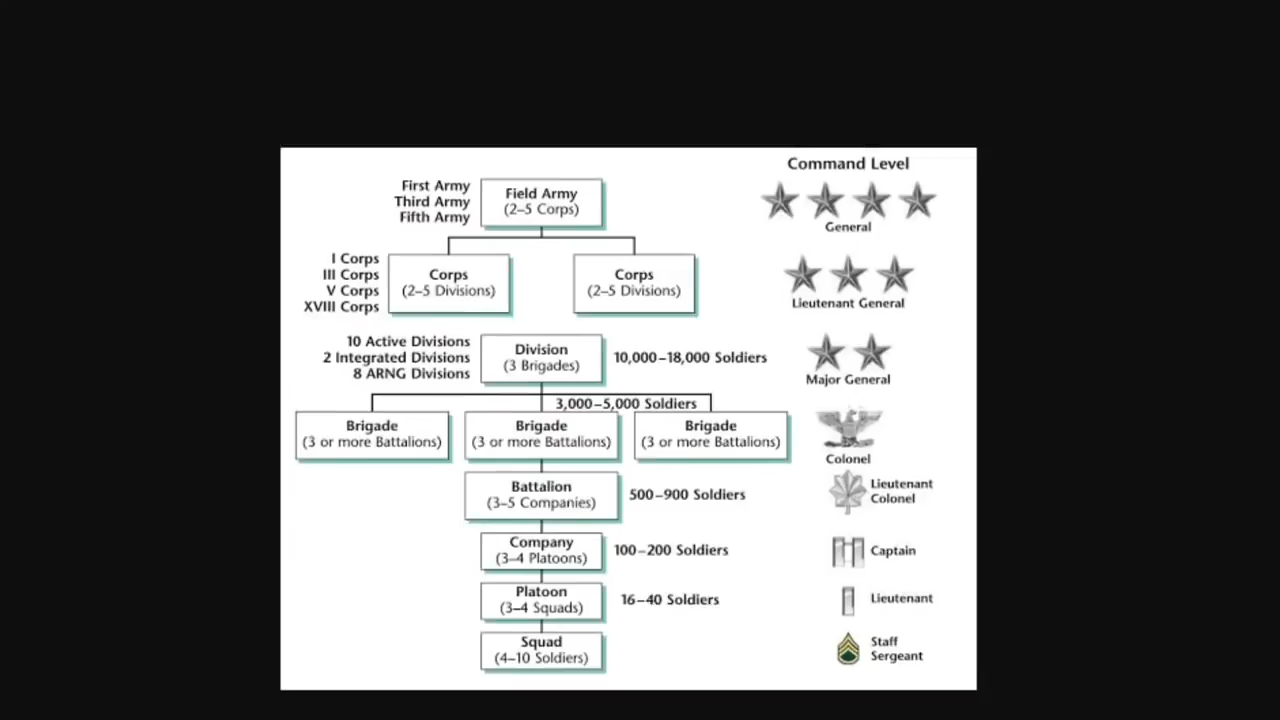 Command Level
First Army
Third Army
Fifth Army
Field Army
(2–5 Corps)
General
I Corps
III Corps
V Corps
XVIII Corps
Corps
(2–5 Divisions)
Corps
(2–5 Divisions)
Lieutenant General
10 Active Divisions
2 Integrated Divisions
8 ARNG Divisions
Division
(3 Brigades)
10,000–18,000 Soldiers
Major General
3,000–5,000 Soldiers
Brigade
(3 or more Battalions)
Brigade
(3 or more Battalions)
Brigade
(3 or more Battalions)
Colonel
Battalion
(3–5 Companies)
500–900 Soldiers
Lieutenant
Colonel
Company
(3–4 Platoons)
100–200 Soldiers
Captain
Platoon
(3–4 Squads)
16–40 Soldiers
Lieutenant
Squad
(4–10 Soldiers)
Staff
Sergeant